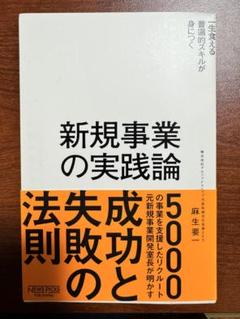 一生食える
普遍的スキルが
身につく
新規事業
の実践論
麻生要一
5000
の事業を支援したリクルート
元新規事業開発室長が明かす
成功と
失敗の
法則
NEWS PICKS